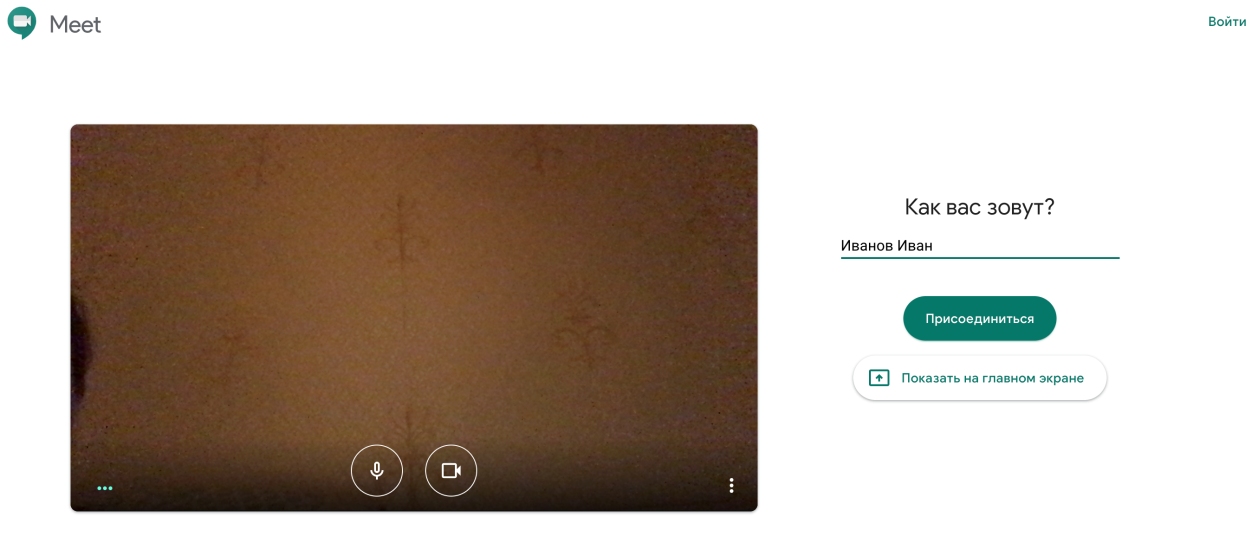 Meet
Войти
Как вас зовут?
Иванов Иван
Присоединиться
Показать на главном экране